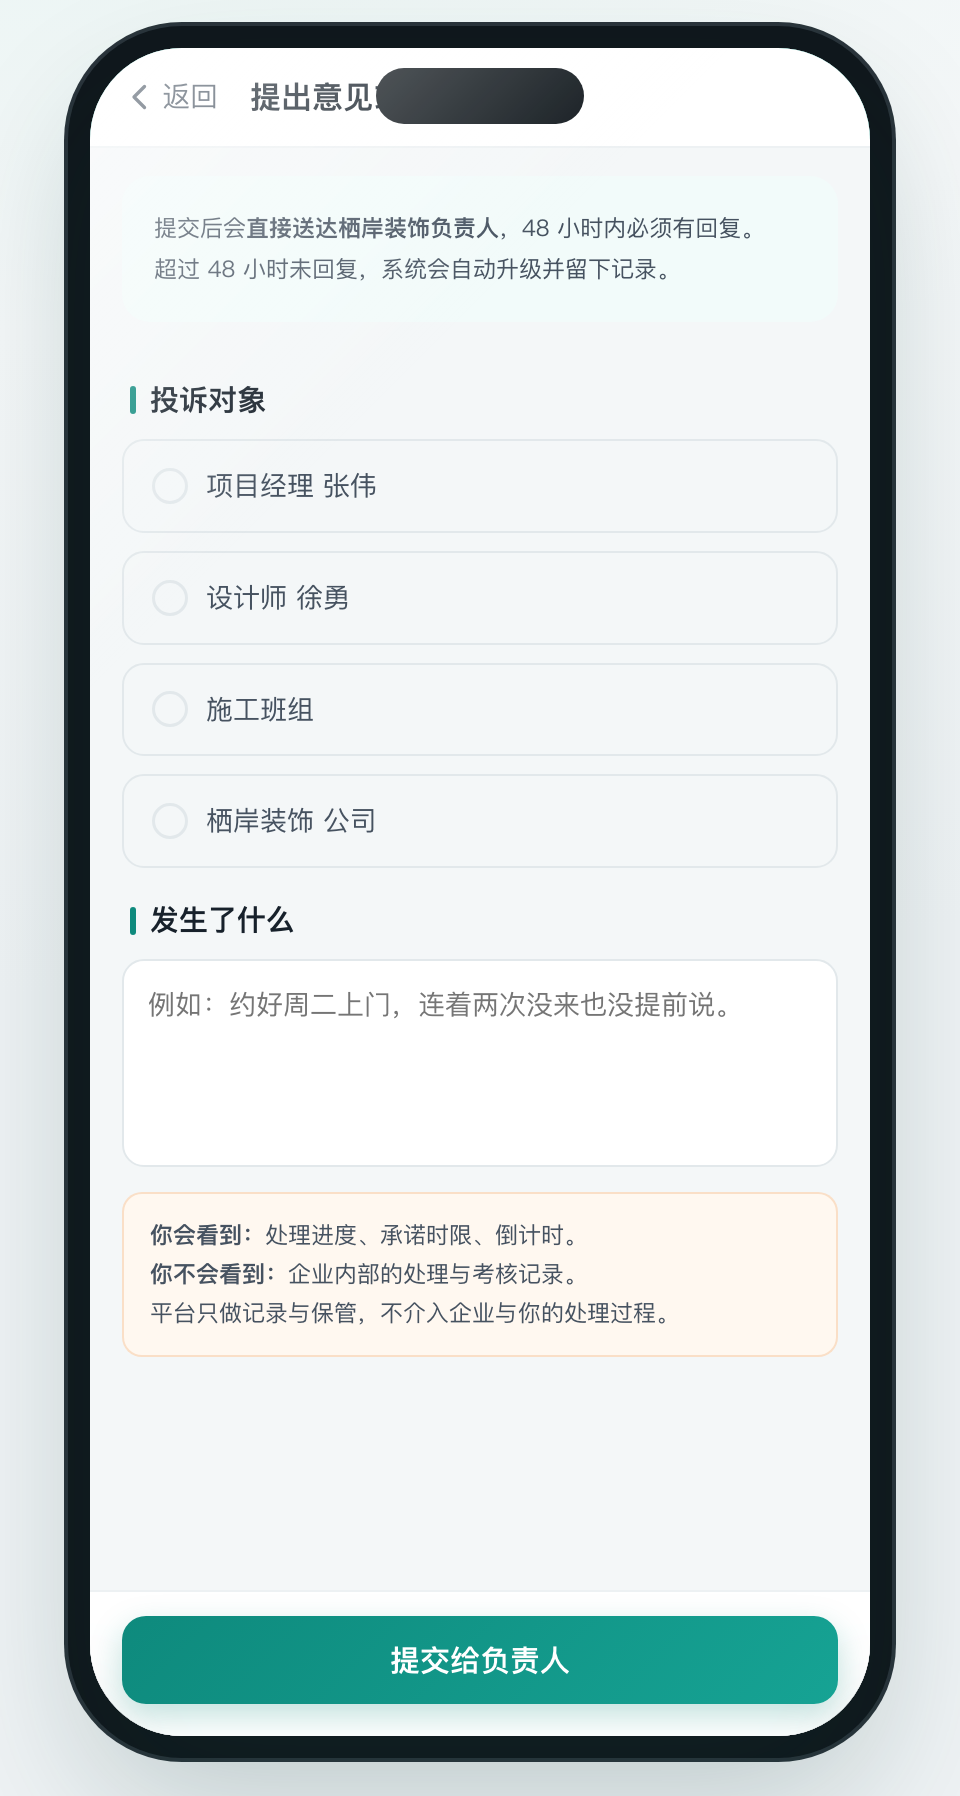 返回
提出意见
提交后会直接送达栖岸装饰负责人，48 小时内必须有回复。
超过 48 小时未回复，系统会自动升级并留下记录。
投诉对象
项目经理 张伟
设计师 徐勇
施工班组
栖岸装饰 公司
发生了什么
例如：约好周二上门，连着两次没来也没提前说。
你会看到：处理进度、承诺时限、倒计时。
你不会看到：企业内部的处理与考核记录。
平台只做记录与保管，不介入企业与你的处理过程。
提交给负责人